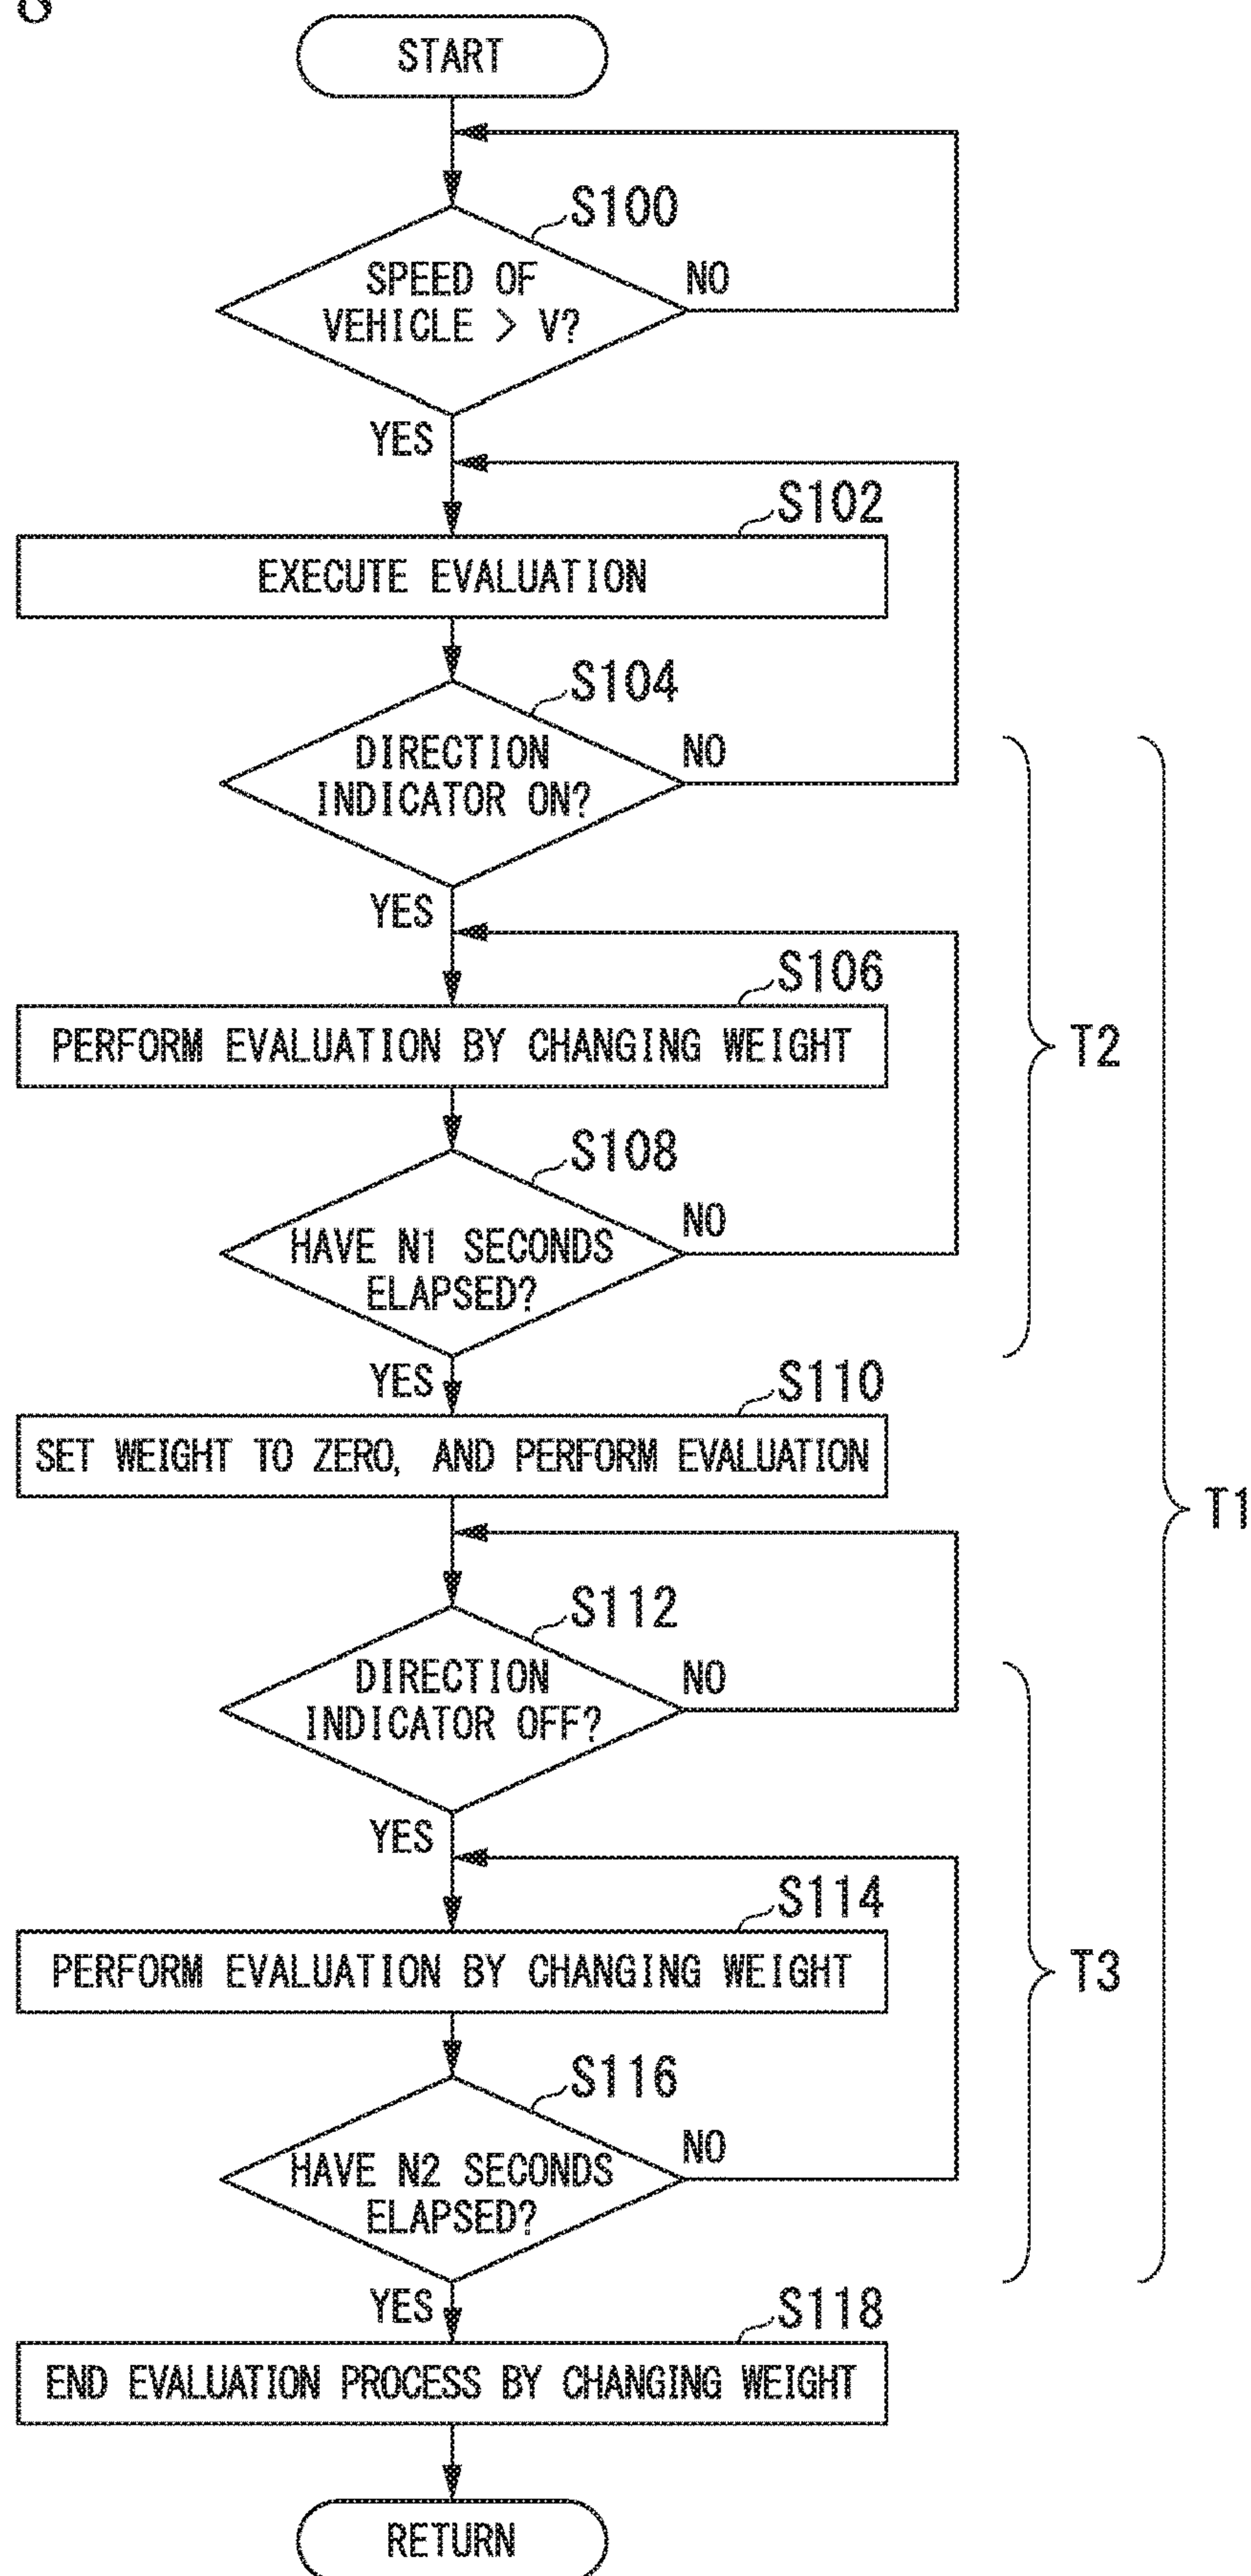 START
S100
SPEED OF
VEHICLE > V?
NO
YES
S102
EXECUTE EVALUATION
S104
DIRECTION
INDICATOR ON?
NO
YES
S106
PERFORM EVALUATION BY CHANGING WEIGHT
T2
S108
HAVE N1 SECONDS
ELAPSED?
NO
YES
S110
SET WEIGHT TO ZERO, AND PERFORM EVALUATION
T1
S112
DIRECTION
INDICATOR OFF?
NO
YES
S114
PERFORM EVALUATION BY CHANGING WEIGHT
T3
S116
HAVE N2 SECONDS
ELAPSED?
NO
YES
S118
END EVALUATION PROCESS BY CHANGING WEIGHT
RETURN